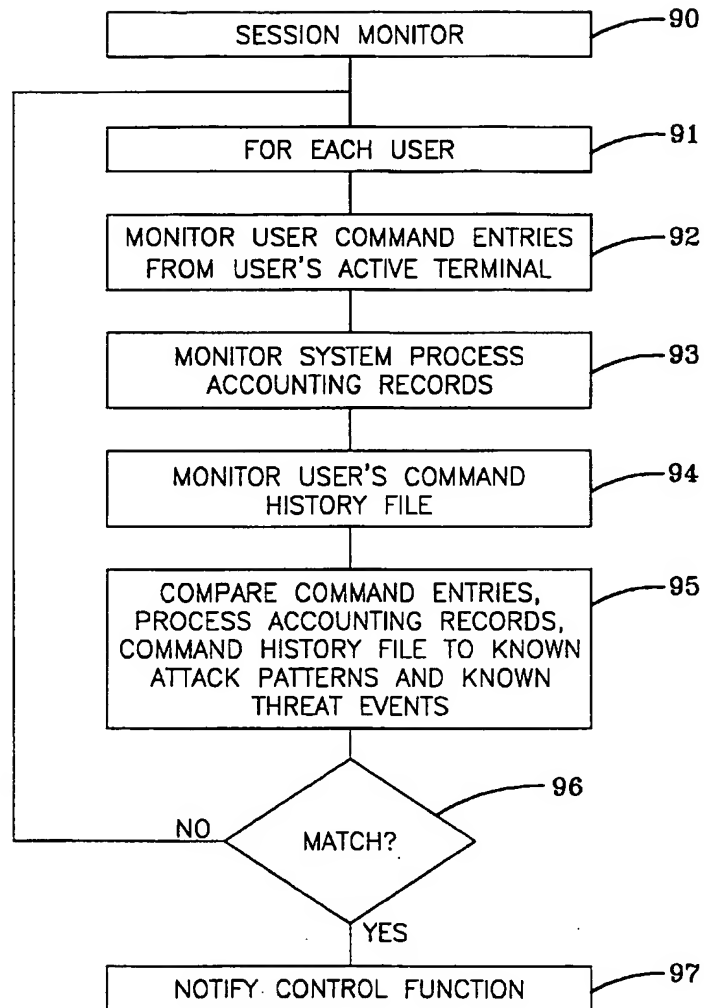 SESSION MONITOR
90
FOR EACH USER
91
MONITOR USER COMMAND ENTRIES
FROM USER'S ACTIVE TERMINAL
92
MONITOR SYSTEM PROCESS
ACCOUNTING RECORDS
93
MONITOR USER'S COMMAND
HISTORY FILE
94
COMPARE COMMAND ENTRIES,
PROCESS ACCOUNTING RECORDS,
COMMAND HISTORY FILE TO KNOWN
ATTACK PATTERNS AND KNOWN
THREAT EVENTS
95
MATCH?
96
NO
YES
NOTIFY CONTROL FUNCTION
97